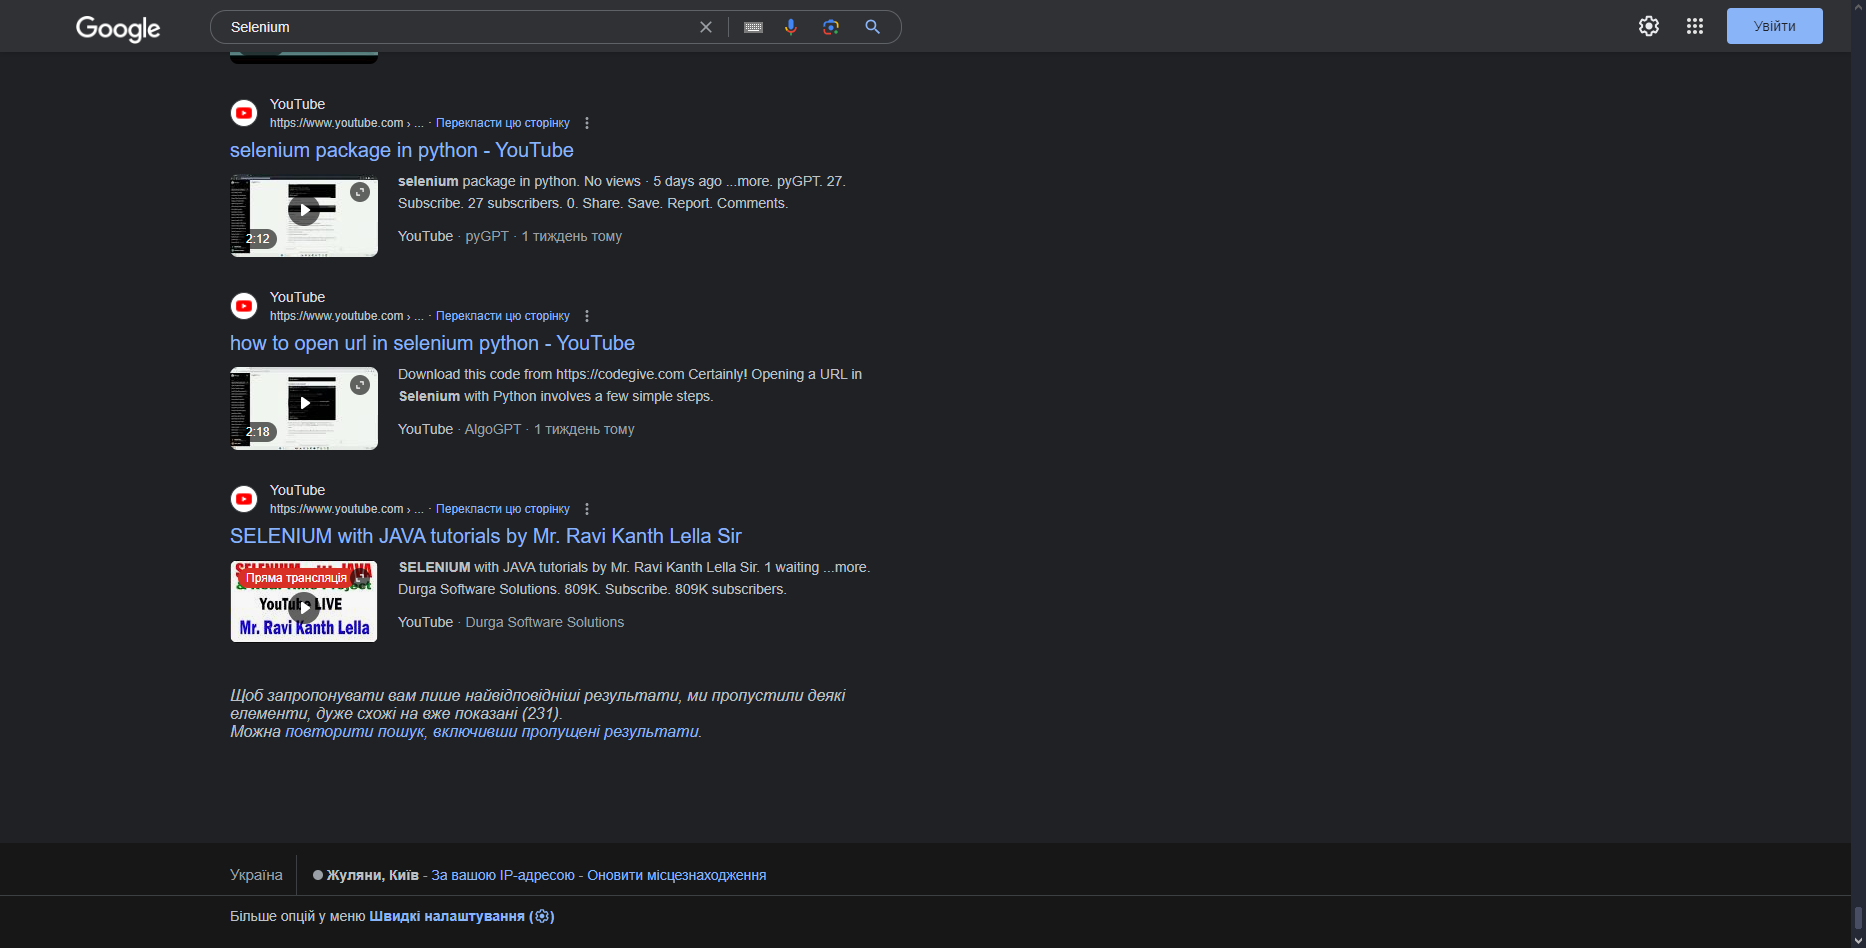 Google
Selenium
Увійти
YouTube
https://www.youtube.com › ... · Перекласти цю сторінку
selenium package in python - YouTube
selenium package in python. No views · 5 days ago ...more. pyGPT. 27.
Subscribe. 27 subscribers. 0. Share. Save. Report. Comments.
2:12
YouTube · pyGPT · 1 тиждень тому
YouTube
https://www.youtube.com › ... · Перекласти цю сторінку
how to open url in selenium python - YouTube
Download this code from https://codegive.com Certainly! Opening a URL in
Selenium with Python involves a few simple steps.
2:18
YouTube · AlgoGPT · 1 тиждень тому
YouTube
https://www.youtube.com › ... · Перекласти цю сторінку
SELENIUM with JAVA tutorials by Mr. Ravi Kanth Lella Sir
Пряма трансляція
YouTube LIVE
Mr. Ravi Kanth Lella
SELENIUM with JAVA tutorials by Mr. Ravi Kanth Lella Sir. 1 waiting ...more.
Durga Software Solutions. 809K. Subscribe. 809K subscribers.
YouTube · Durga Software Solutions
Щоб запропонувати вам лише найвідповідніші результати, ми пропустили деякі
елементи, дуже схожі на вже показані (231).
Можна повторити пошук, включивши пропущені результати.
Україна
Жуляни, Київ - За вашою IP-адресою - Оновити місцезнаходження
Більше опцій у меню Швидкі налаштування ( )